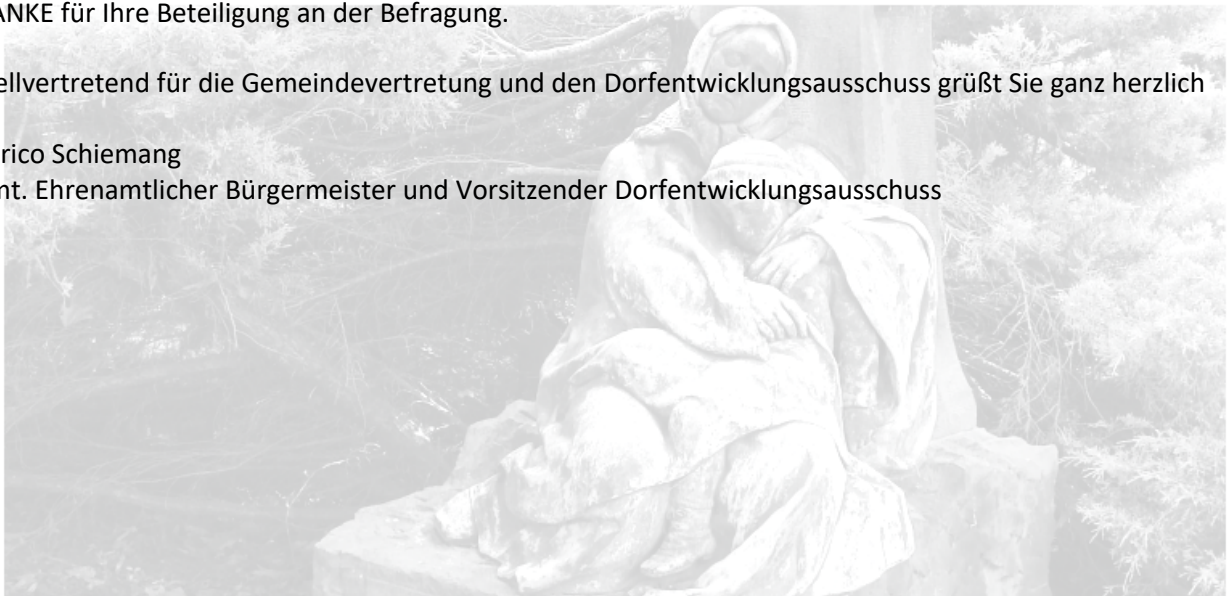 ANKE für Ihre Beteiligung an der Befragung.
ellvertretend für die Gemeindevertretung und den Dorfentwicklungsausschuss grüßt Sie ganz herzlich
rico Schiemang
mt. Ehrenamtlicher Bürgermeister und Vorsitzender Dorfentwicklungsausschuss